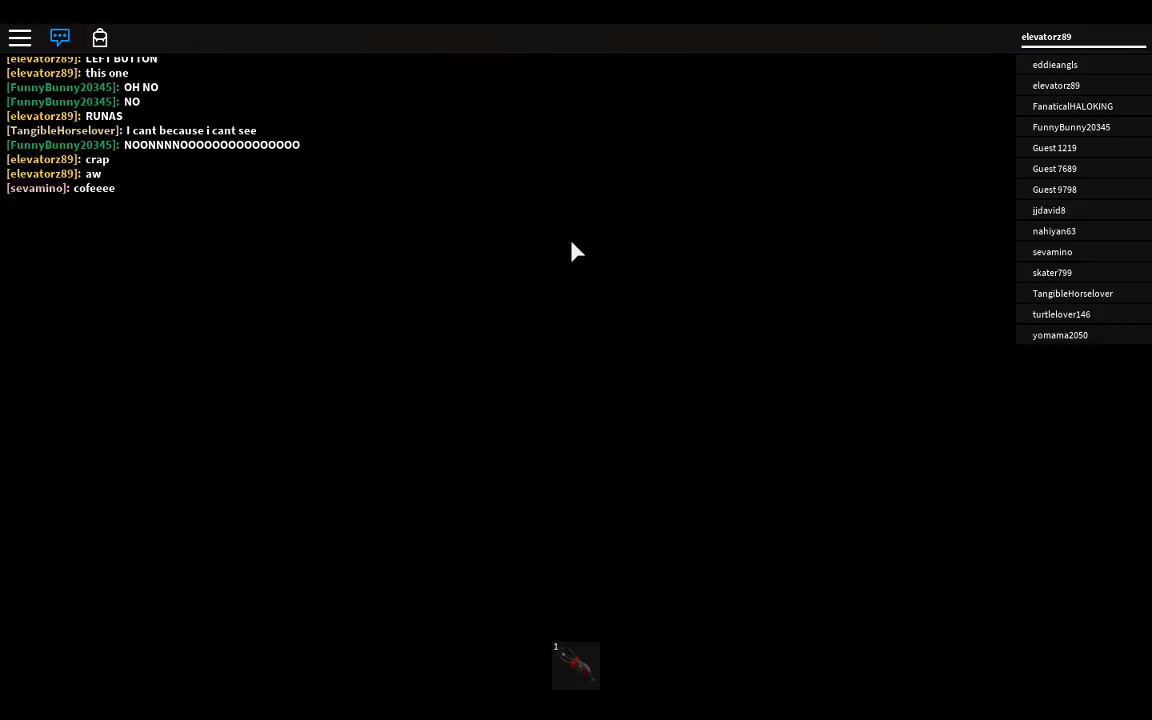 elevatorz89
[elevatorz89]: LEFT BUTTON
[elevatorz89]: this one
[FunnyBunny20345]: OH NO
[FunnyBunny20345]: NO
[elevatorz89]: RUNAS
[TangibleHorselover]: I cant because i cant see
[FunnyBunny20345]: NOONNNNOOOOOOOOOOOOOOO
[elevatorz89]: crap
[elevatorz89]: aw
[sevamino]: cofeeee
eddieangls
elevatorz89
FanaticalHALOKING
FunnyBunny20345
Guest 1219
Guest 7689
Guest 9798
jjdavid8
nahiyan63
sevamino
skater799
TangibleHorselover
turtlelover146
yomama2050
1